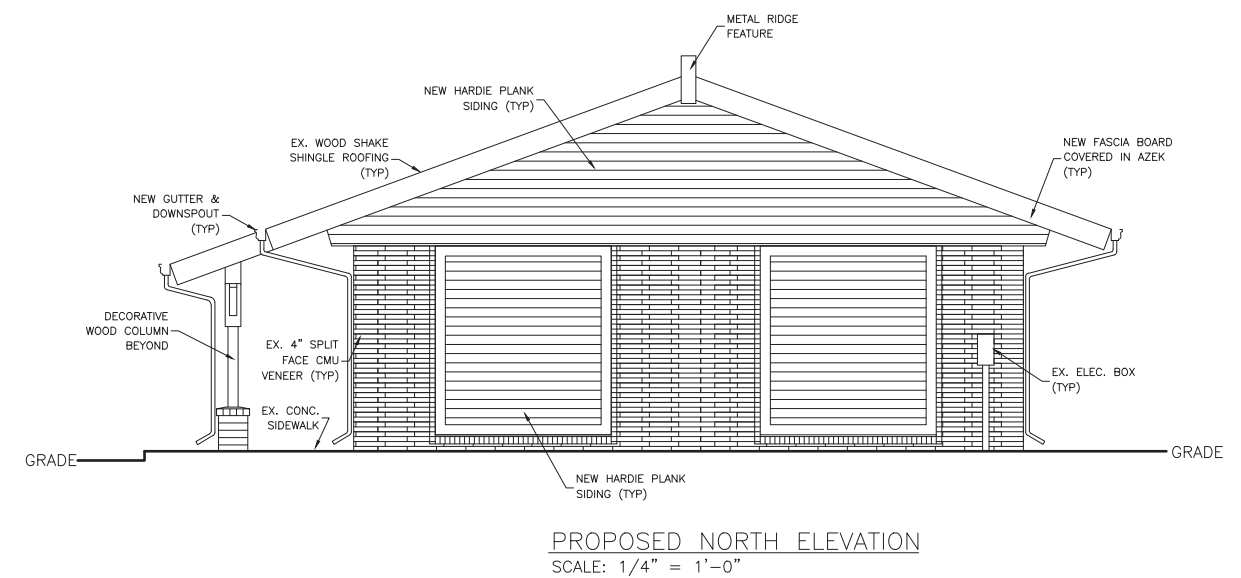 METAL RIDGE
FEATURE
NEW HARDIE PLANK
SIDING (TYP)
EX. WOOD SHAKE
SHINGLE ROOFING
(TYP)
NEW FASCIA BOARD
COVERED IN AZEK
(TYP)
NEW GUTTER &
DOWNSPOUT
(TYP)
DECORATIVE
WOOD COLUMN
BEYOND
EX. 4" SPLIT
FACE CMU
VENEER (TYP)
EX. ELEC. BOX
(TYP)
EX. CONC.
SIDEWALK
GRADE
GRADE
NEW HARDIE PLANK
SIDING (TYP)
PROPOSED NORTH ELEVATION
SCALE: 1/4" = 1'-0"